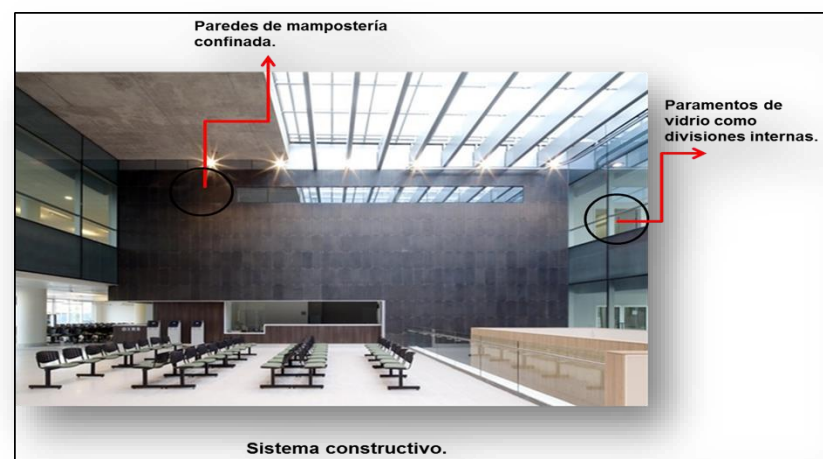 Paredes de mampostería
confinada.
Paramentos de
vidrio como
divisiones internas.
Sistema constructivo.